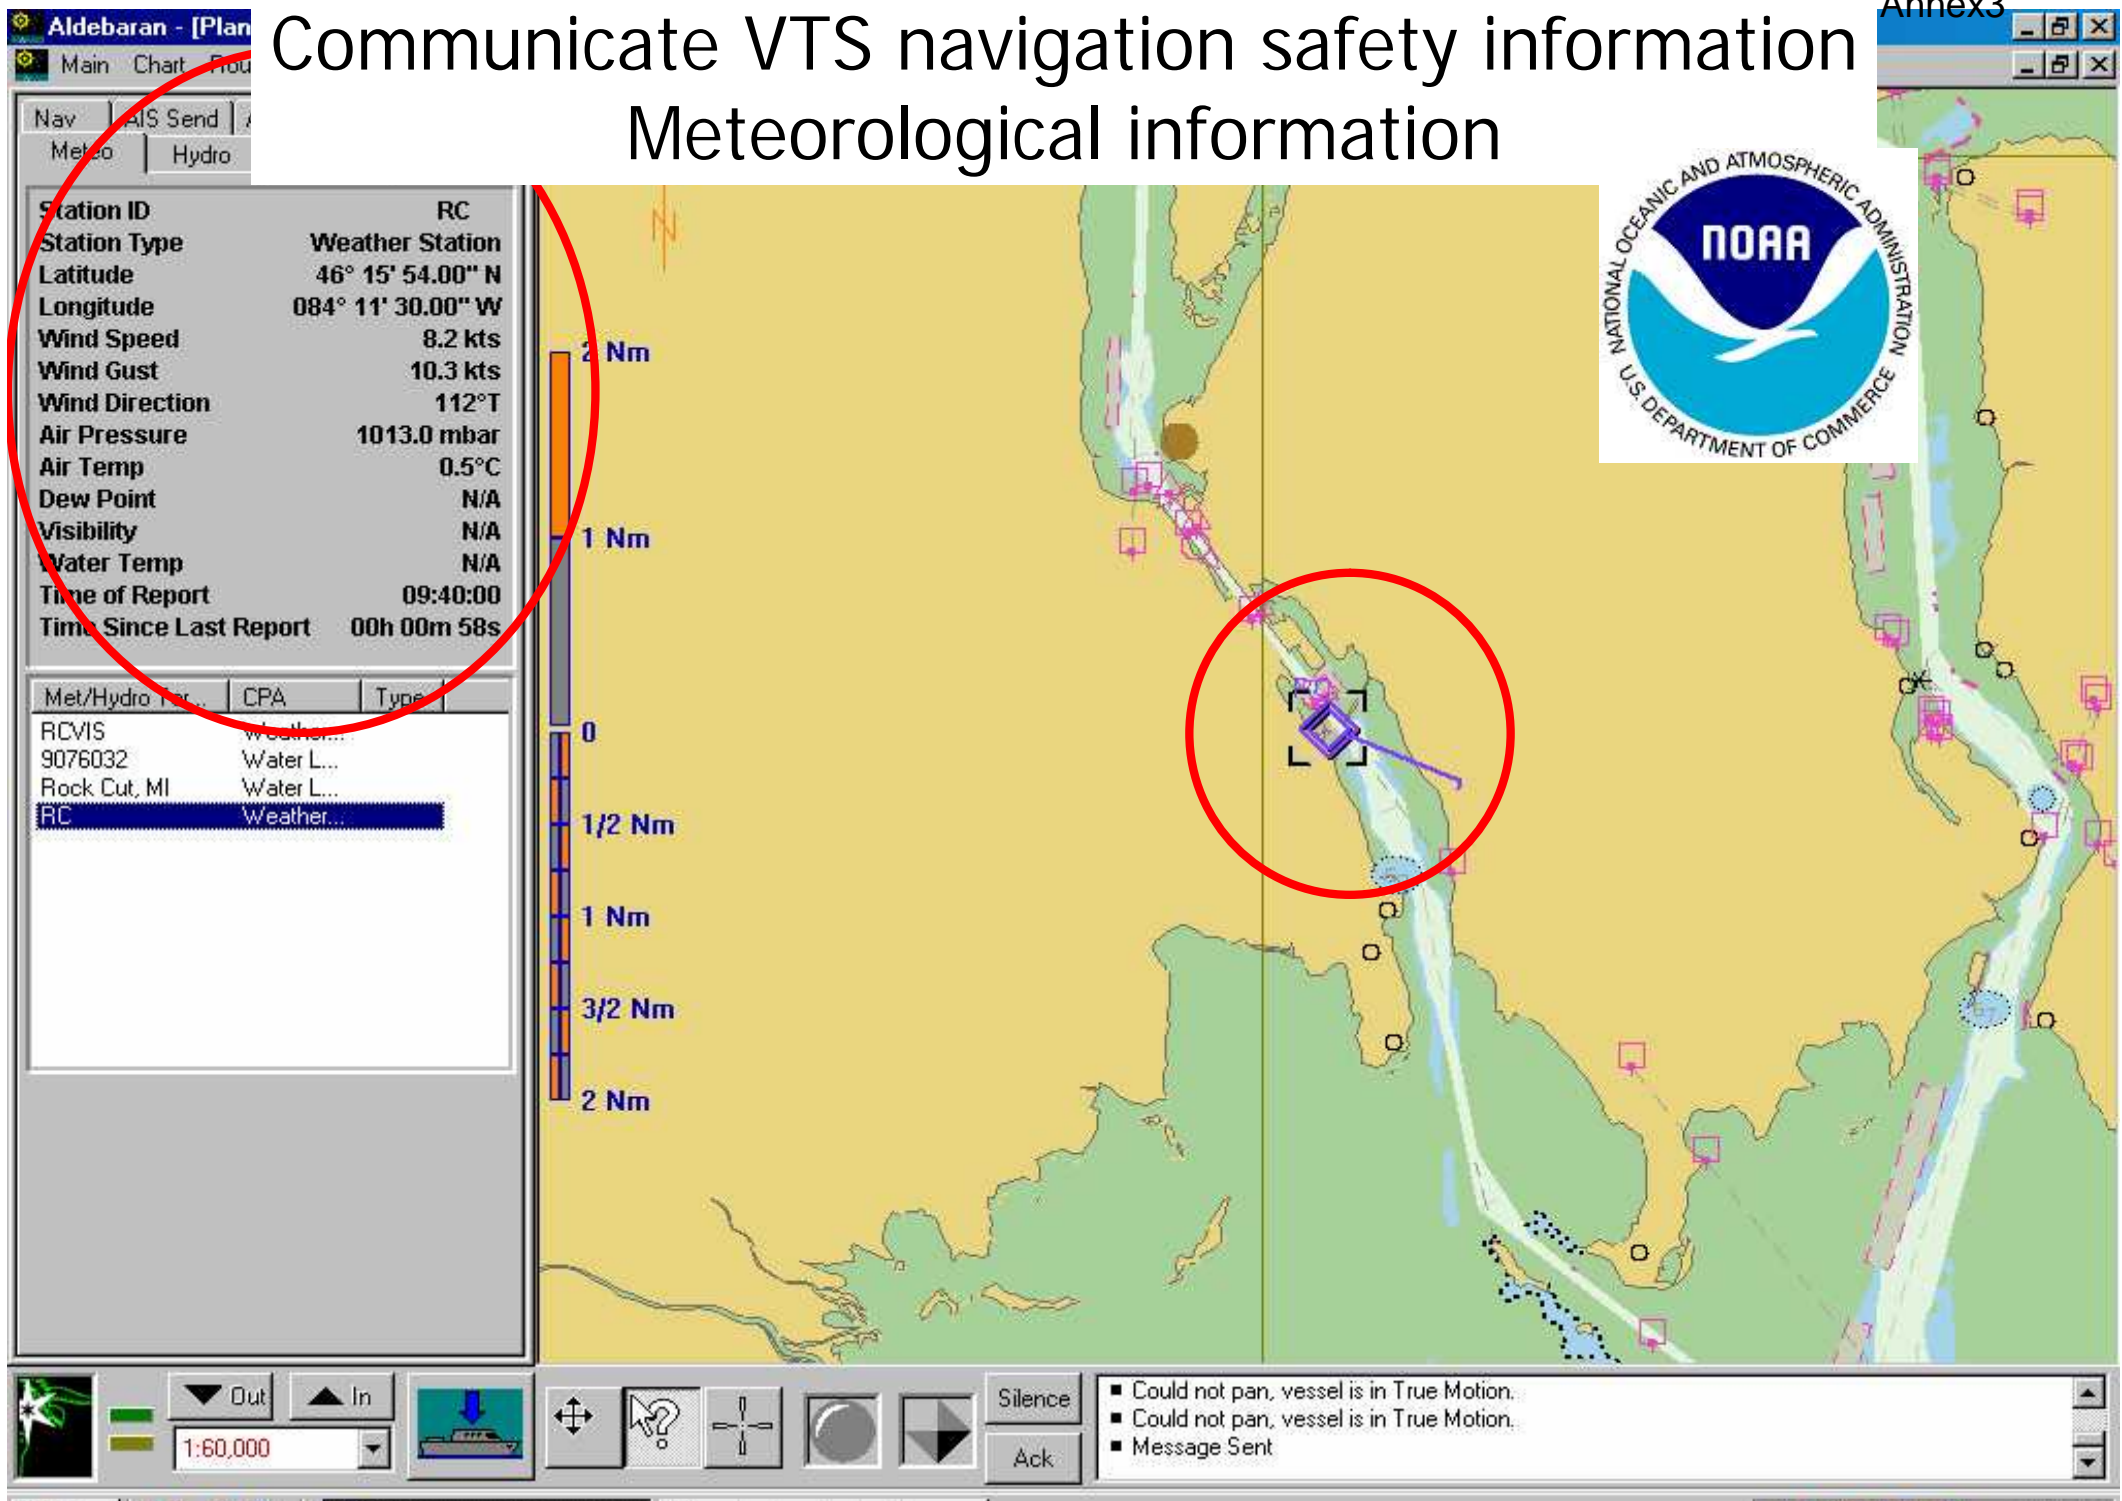 Annex3
Communicate VTS navigation safety information
Meteorological information
Aldebaran - [Plan
Main Chart Rou
Nav AIS Send
Meteo Hydro
Station ID RC
Station Type Weather Station
Latitude 46° 15' 54.00" N
Longitude 084° 11' 30.00" W
Wind Speed 8.2 kts
Wind Gust 10.3 kts
Wind Direction 112°T
Air Pressure 1013.0 mbar
Air Temp 0.5°C
Dew Point N/A
Visibility N/A
Water Temp N/A
Time of Report 09:40:00
Time Since Last Report 00h 00m 58s
Met/Hydro CPA Type
RCVIS Weather...
9076032 Water L...
Rock Cut, MI Water L...
RC Weather...
N
2 Nm
1 Nm
0
1/2 Nm
1 Nm
3/2 Nm
2 Nm
NATIONAL OCEANIC AND ATMOSPHERIC ADMINISTRATION
NOAA
U.S. DEPARTMENT OF COMMERCE
Out In
1:60,000
Silence
Ack
Could not pan, vessel is in True Motion.
Could not pan, vessel is in True Motion.
Message Sent